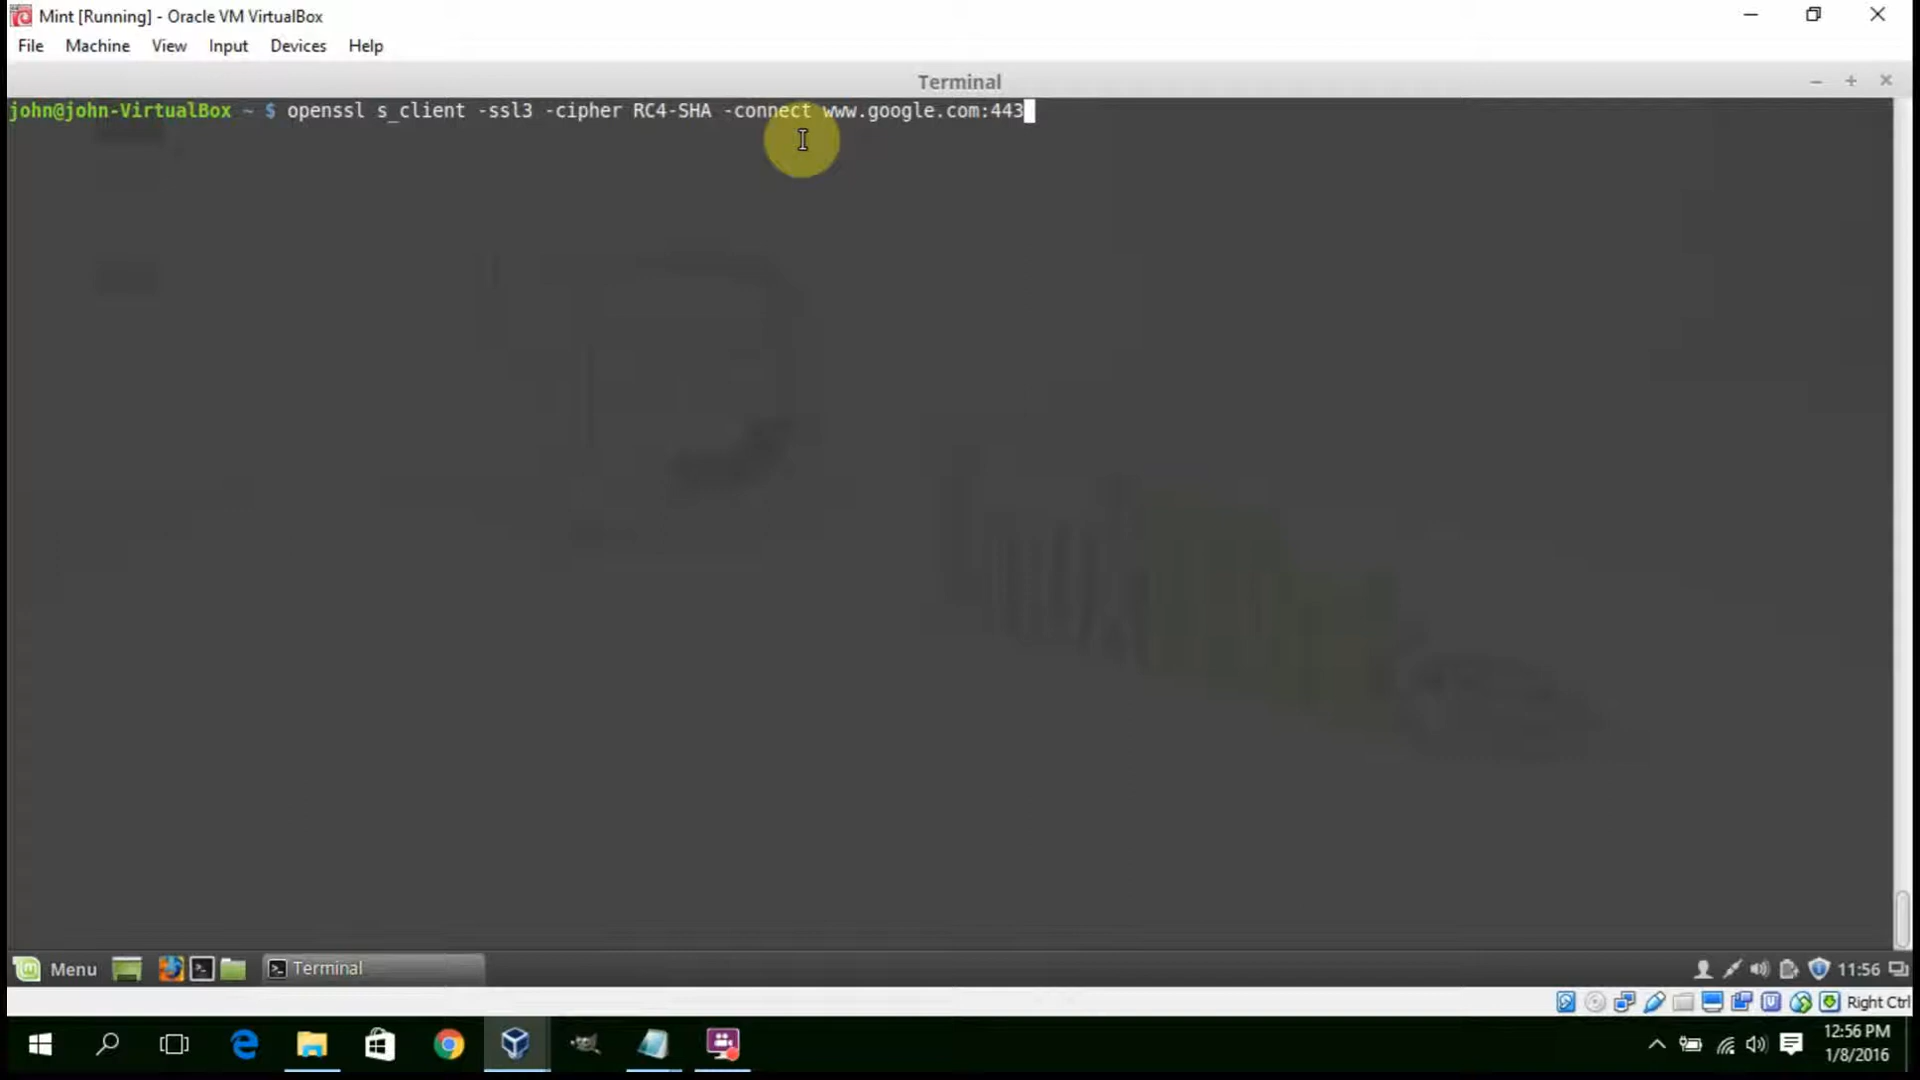 Mint [Running] - Oracle VM VirtualBox
File Machine View Input Devices Help
Terminal
john@john-VirtualBox ~ $ openssl s_client -ssl3 -cipher RC4-SHA -connect www.google.com:443
Menu Terminal 11:56
Right Ctrl
12:56 PM
1/8/2016